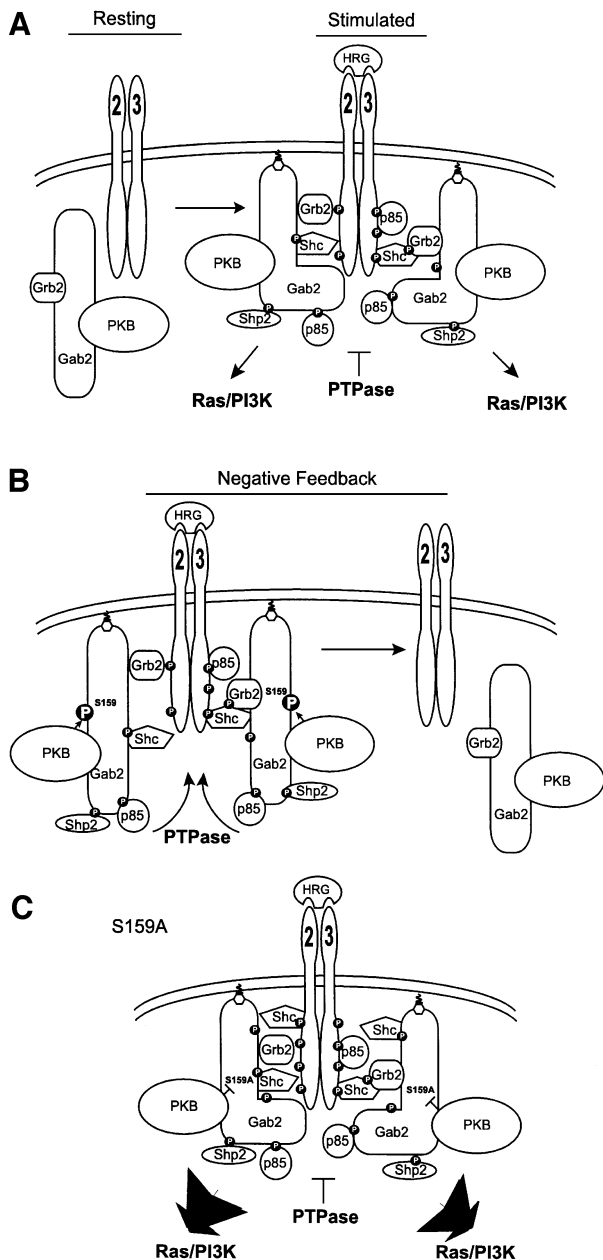 A
Resting
Stimulated
HRG
2 3
2 3
Grb2
P
P
p85
P
Grb2
P
Shc
P
P
Shc
P
P
PKB
PKB
Grb2
Gab2
Gab2
P
p85
PKB
P
Shp2
P
p85
P
Shp2
Gab2
Ras/PI3K
PTPase
Ras/PI3K
B
Negative Feedback
HRG
2 3
2 3
Grb2
P
P
p85
P
S159
P
Grb2
P
S159
P
P
P
Shc
P
Shc
P
PKB
PKB
Grb2
Gab2
Gab2
PKB
P
Shp2
P
p85
P
p85
P
Shp2
Gab2
PTPase
C
S159A
HRG
2 3
Shc
P
P
P
Shc
P
Grb2
P
P
p85
P
Shc
S159A
P
P
P
Grb2
S159A
P
P
Shc
P
P
PKB
Gab2
Gab2
PKB
P
p85
P
Shp2
P
p85
P
Shp2
PTPase
Ras/PI3K
Ras/PI3K